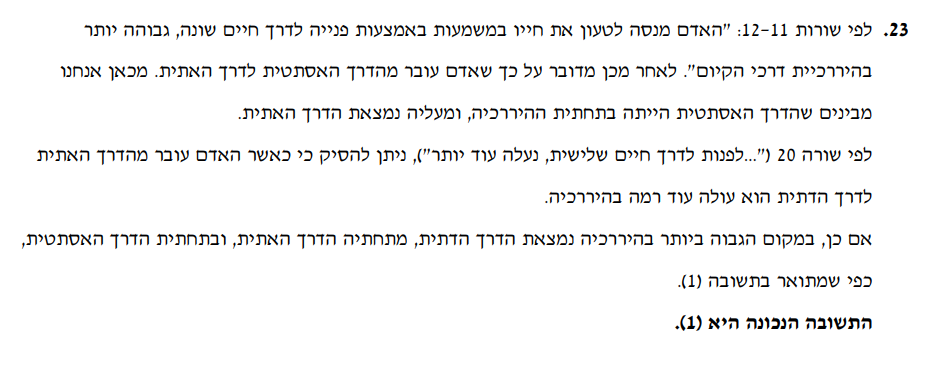 23. לפי שורות 11–12: "האדם מנסה לטעון את חייו במשמעות באמצעות פנייה לדרך חיים שונה, גבוהה יותר
בהיררכיית דרכי הקיום". לאחר מכן מדובר על כך שאדם עובר מהדרך האסתטית לדרך האתית. מכאן אנחנו
מבינים שהדרך האסתטית הייתה בתחתית ההיררכיה, ומעליה נמצאת הדרך האתית.
לפי שורה 20 ("...לפנות לדרך חיים שלישית, נעלה עוד יותר"), ניתן להסיק כי כאשר האדם עובר מהדרך האתית
לדרך הדתית הוא עולה עוד רמה בהיררכיה.
אם כן, במקום הגבוה ביותר בהיררכיה נמצאת הדרך הדתית, מתחתיה הדרך האתית, ובתחתית הדרך האסתטית,
כפי שמתואר בתשובה (1).
התשובה הנכונה היא (1).